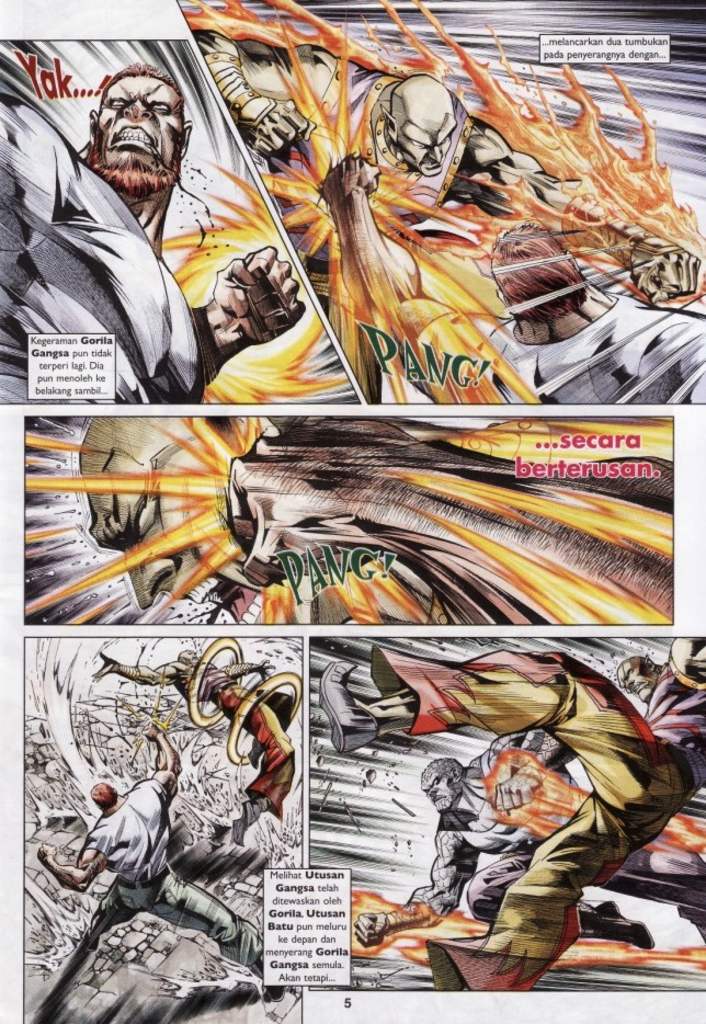 Yak....!
Kegeraman Gorila
Gangsa pun tidak
terperi lagi. Dia
pun menoleh ke
belakang sambil...
...melancarkan dua tumbukan
pada penyerangnya dengan...
PANG!
...secara
berterusan.
PANG!
Melihat Utusan
Gangsa telah
ditewaskan oleh
Gorila, Utusan
Batu pun meluru
ke depan dan
menyerang Gorila
Gangsa semula.
Akan tetapi...
5